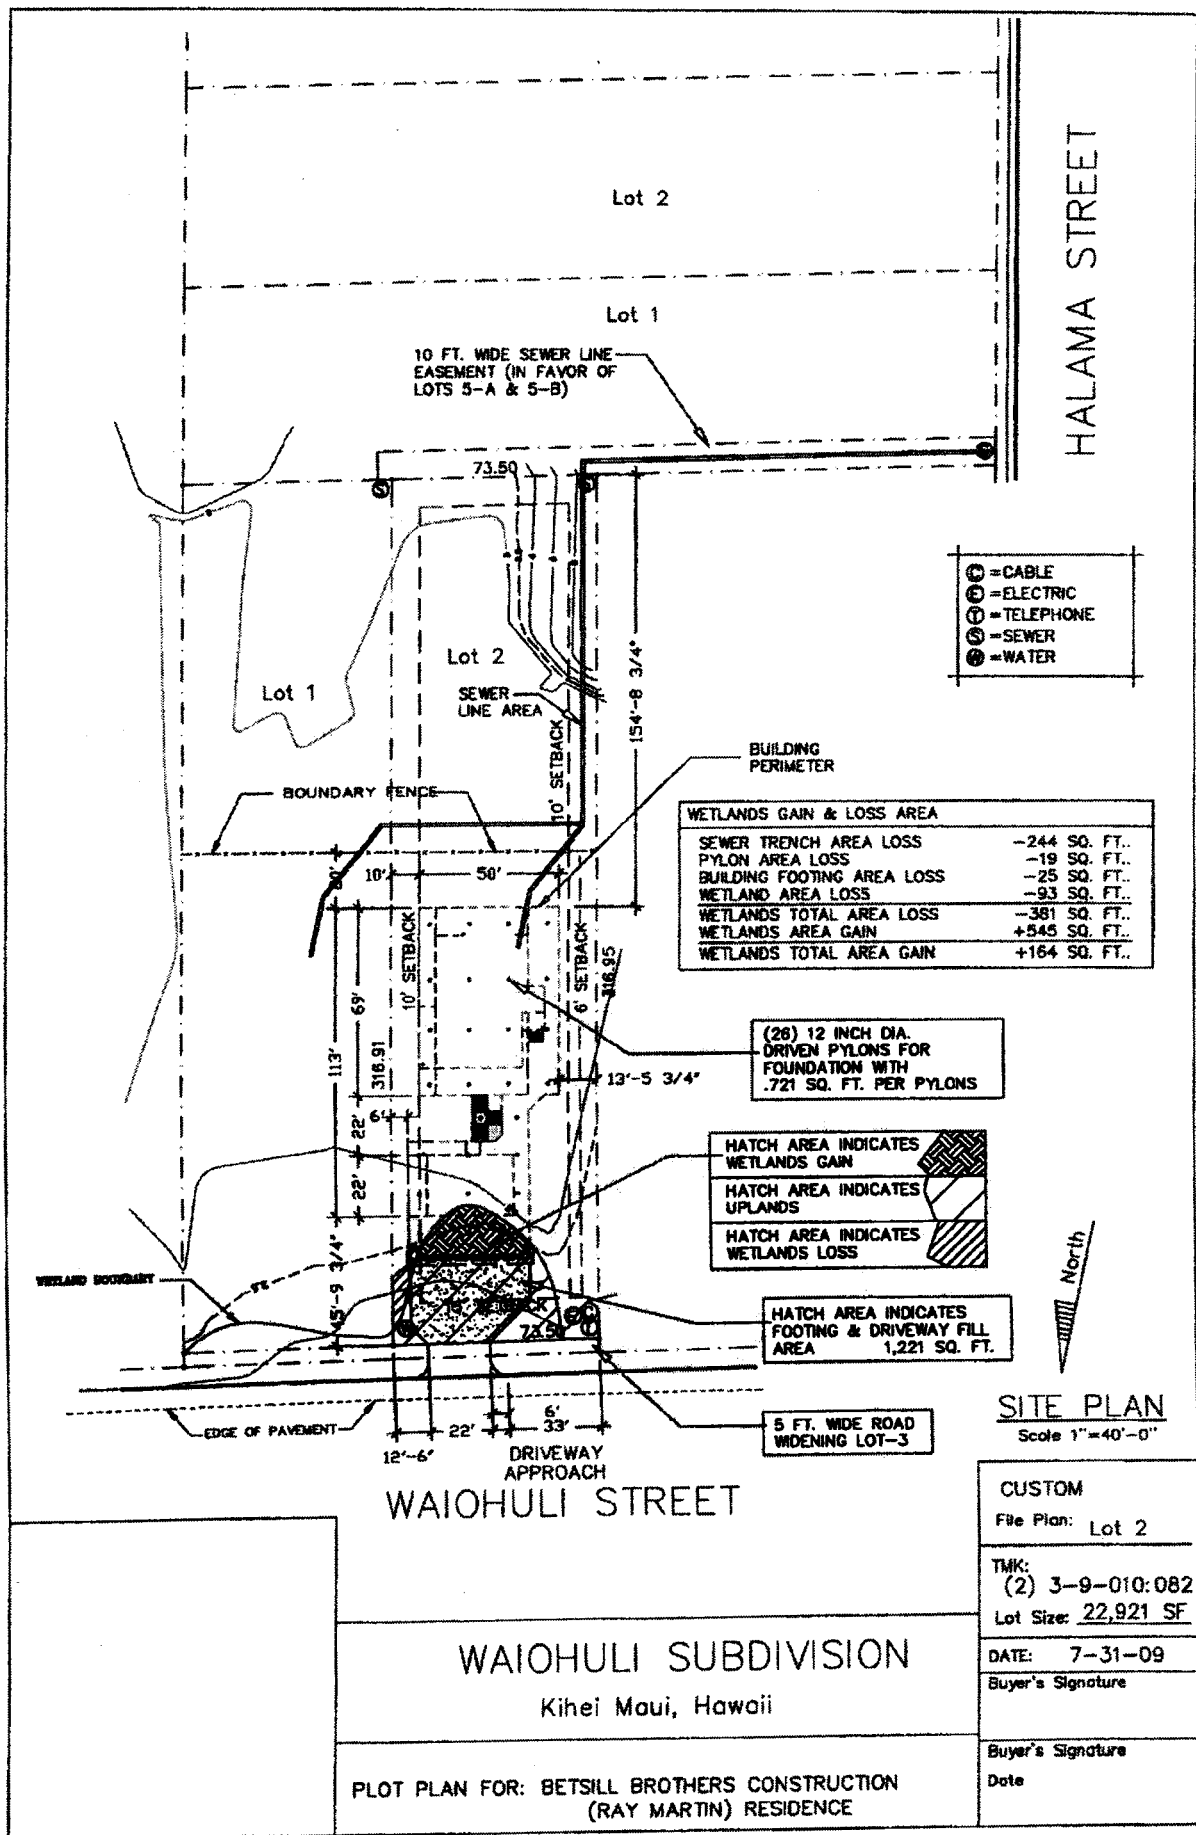 Lot 2
HALAMA STREET
Lot 1
10 FT. WIDE SEWER LINE
EASEMENT (IN FAVOR OF
LOTS 5-A & 5-B)
73.50
S
Ⓒ =CABLE
Ⓔ =ELECTRIC
Ⓣ =TELEPHONE
Ⓢ =SEWER
Ⓦ =WATER
Lot 2
Lot 1
SEWER
LINE AREA
154'-8 3/4"
10' SETBACK
BUILDING
PERIMETER
BOUNDARY FENCE
10'
50'
WETLANDS GAIN & LOSS AREA
SEWER TRENCH AREA LOSS -244 SQ. FT..
PYLON AREA LOSS -19 SQ. FT..
BUILDING FOOTING AREA LOSS -25 SQ. FT..
WETLAND AREA LOSS -93 SQ. FT..
WETLANDS TOTAL AREA LOSS -381 SQ. FT..
WETLANDS AREA GAIN +545 SQ. FT..
WETLANDS TOTAL AREA GAIN +164 SQ. FT..
10' SETBACK
6' SETBACK
316.95
69'
113'
316.91
(26) 12 INCH DIA.
DRIVEN PYLONS FOR
FOUNDATION WITH
.721 SQ. FT. PER PYLONS
13'-5 3/4"
6'
22'
22'
HATCH AREA INDICATES
WETLANDS GAIN
HATCH AREA INDICATES
UPLANDS
HATCH AREA INDICATES
WETLANDS LOSS
North
45'-9 3/4"
WETLAND BOUNDARY
73.50
HATCH AREA INDICATES
FOOTING & DRIVEWAY FILL
AREA 1,221 SQ. FT.
SITE PLAN
Scale 1"=40'-0"
EDGE OF PAVEMENT
12'-6"
22'
6'
33'
5 FT. WIDE ROAD
WIDENING LOT-3
DRIVEWAY
APPROACH
WAIOHULI STREET
CUSTOM
File Plan: Lot 2
TMK:
(2) 3-9-010:082
Lot Size: 22,921 SF
DATE: 7-31-09
Buyer's Signature
Buyer's Signature
Date
WAIOHULI SUBDIVISION
Kihei Maui, Hawaii
PLOT PLAN FOR: BETSILL BROTHERS CONSTRUCTION
(RAY MARTIN) RESIDENCE